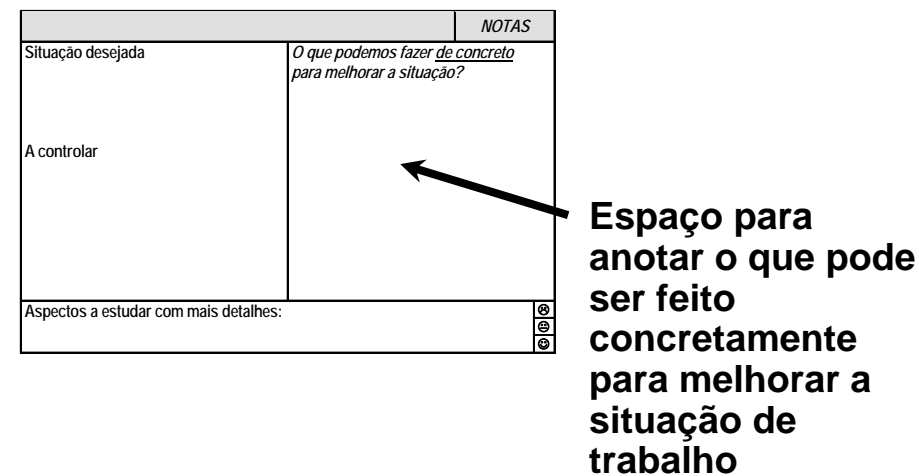 NOTAS
Situação desejada
O que podemos fazer de concreto
para melhorar a situação?
A controlar
Aspectos a estudar com mais detalhes:
Espaço para
anotar o que pode
ser feito
concretamente
para melhorar a
situação de
trabalho